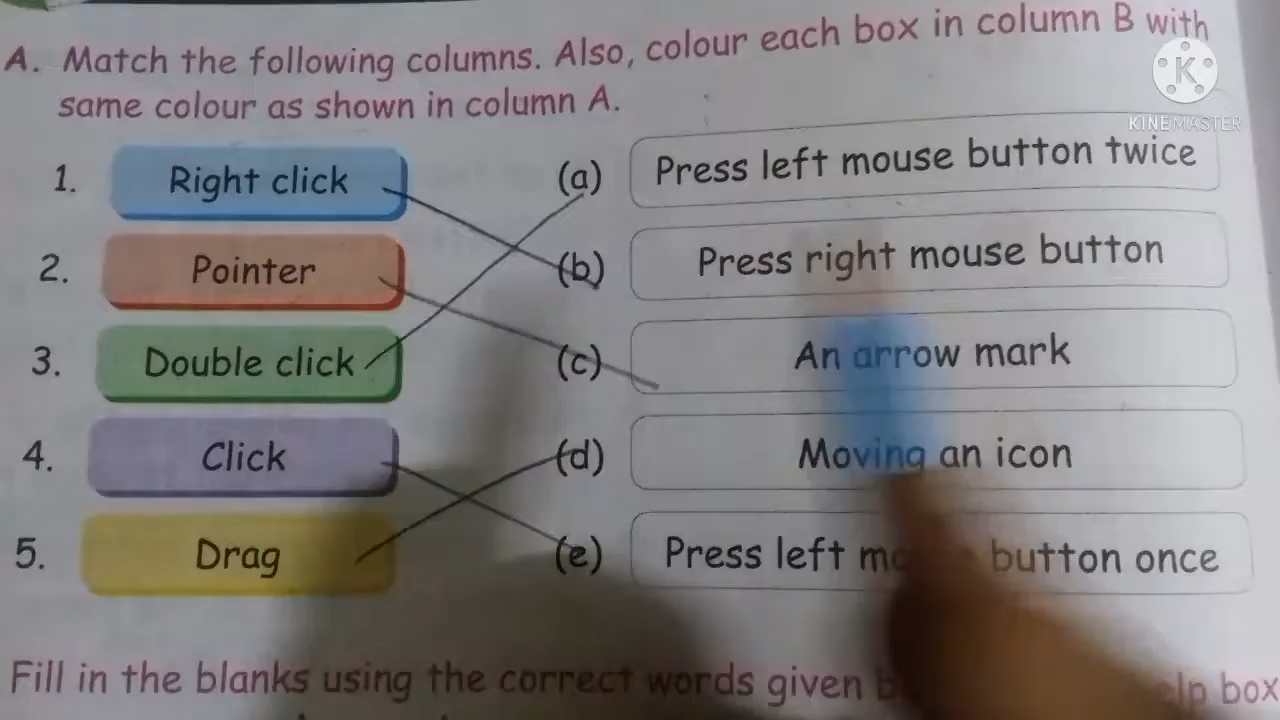 A. Match the following columns. Also, colour each box in column B with
same colour as shown in column A.
KINEMASTER
1. Right click (a) Press left mouse button twice
2. Pointer (b) Press right mouse button
3. Double click (c) An arrow mark
4. Click (d) Moving an icon
5. Drag (e) Press left button once
Fill in the blanks using the correct words given box